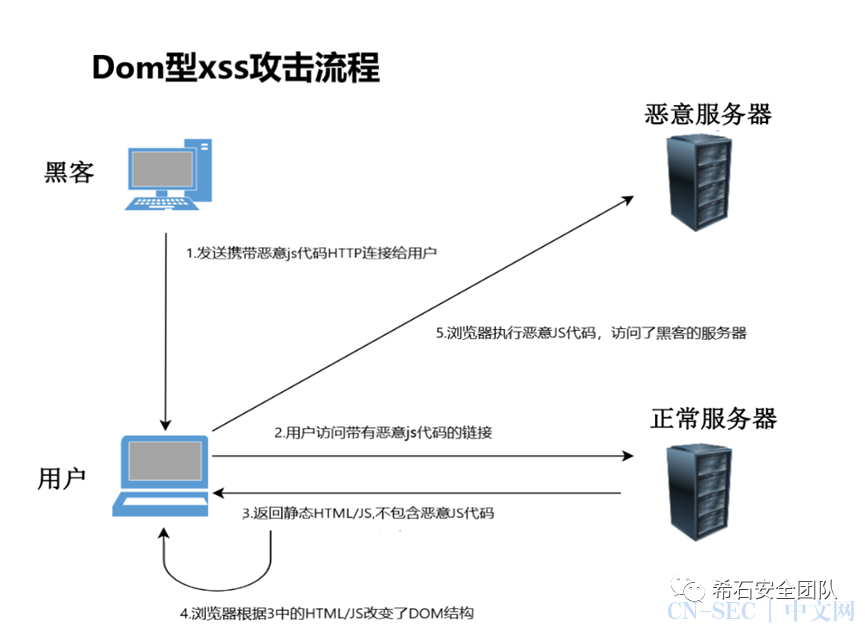 Dom型xss攻击流程
恶意服务器
黑客
1.发送携带恶意js代码HTTP连接给用户
5.浏览器执行恶意JS代码，访问了黑客的服务器
正常服务器
2.用户访问带有恶意js代码的链接
用户
3.返回静态HTML/JS,不包含恶意JS代码
4.浏览器根据3中的HTML/JS改变了DOM结构
希石安全团队
CN-SEC | 中文网